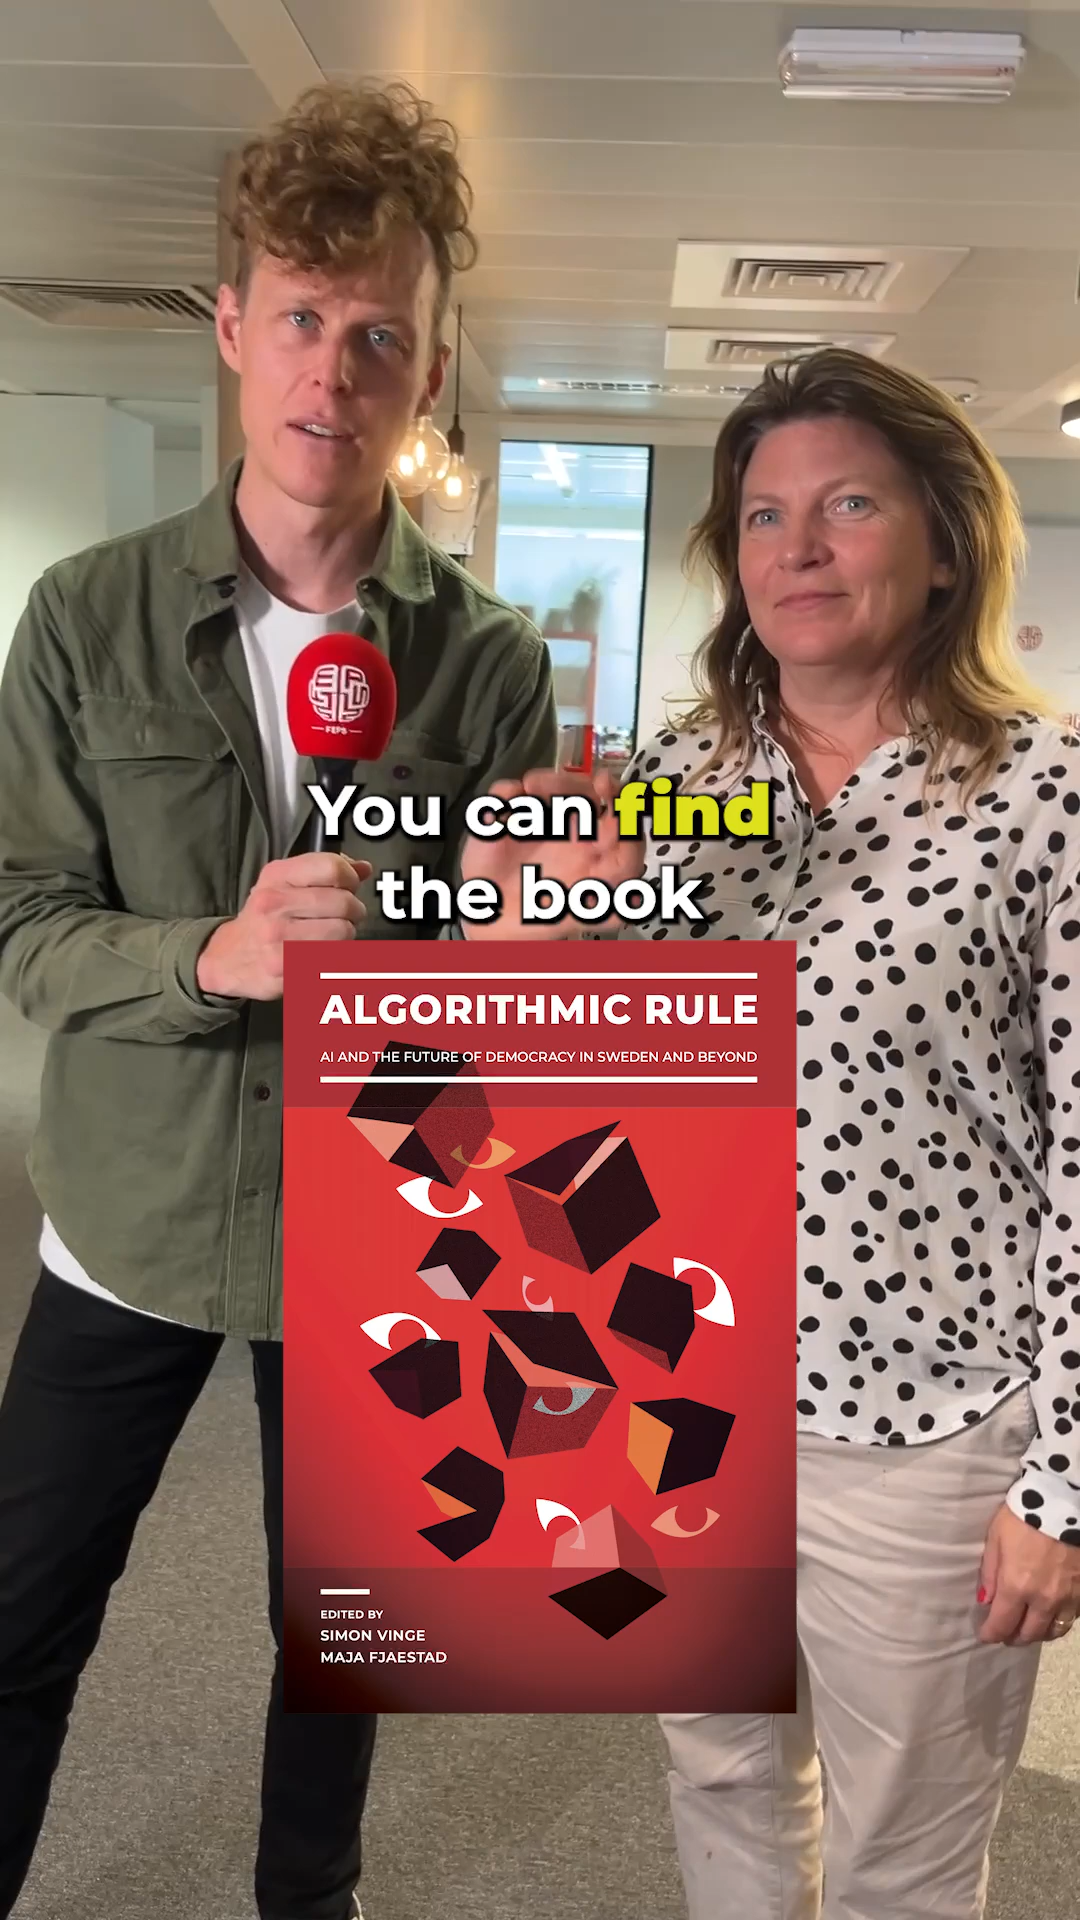 FEPS
You can find
the book
ALGORITHMIC RULE
AI AND THE FUTURE OF DEMOCRACY IN SWEDEN AND BEYOND
EDITED BY
SIMON VINGE
MAJA FJAESTAD